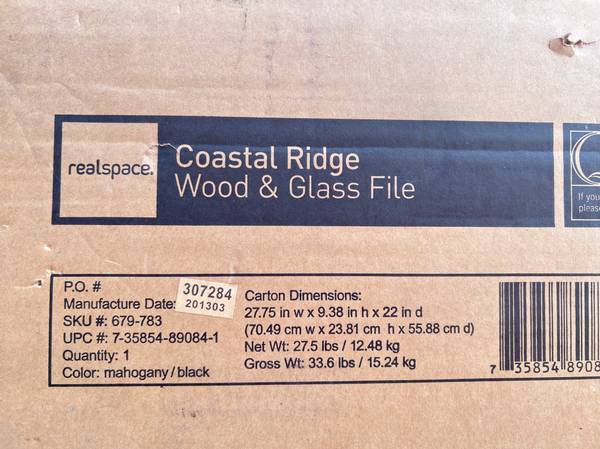 realspace.
Coastal Ridge
Wood & Glass File
If you
P.O. #
Manufacture Date:
307284
201303
SKU #: 679-783
UPC #: 7-35854-89084-1
Quantity: 1
Color: mahogany/black
Carton Dimensions:
27.75 in w x 9.38 in h x 22 in d
(70.49 cm w x 23.81 cm h x 55.88 cm d)
Net Wt: 27.5 lbs / 12.48 kg
Gross Wt: 33.6 lbs / 15.24 kg
7 35854 8908